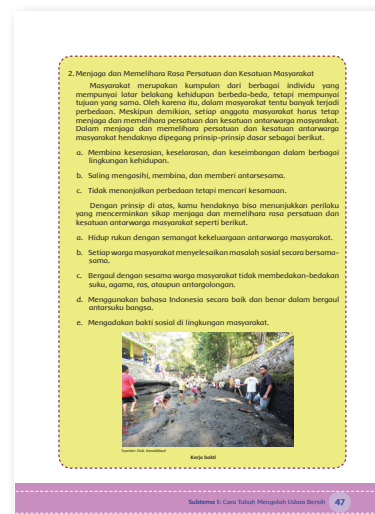 2. Menjaga dan Memelihara Rasa Persatuan dan Kesatuan Masyarakat
Masyarakat merupakan kumpulan dari berbagai individu yang
mempunyai latar belakang kehidupan berbeda-beda, tetapi mempunyai
tujuan yang sama. Oleh karena itu, dalam masyarakat tentu banyak terjadi
perbedaan. Meskipun demikian, setiap anggota masyarakat harus tetap
menjaga dan memelihara persatuan dan kesatuan antarwarga masyarakat.
Dalam menjaga dan memelihara persatuan dan kesatuan antarwarga
masyarakat hendaknya dipegang prinsip-prinsip dasar sebagai berikut.
a. Membina keserasian, keselarasan, dan keseimbangan dalam berbagai
lingkungan kehidupan.
b. Saling mengasihi, membina, dan memberi antarsesama.
c. Tidak menonjolkan perbedaan tetapi mencari kesamaan.
Dengan prinsip di atas, kamu hendaknya bisa menunjukkan perilaku
yang mencerminkan sikap menjaga dan memelihara rasa persatuan dan
kesatuan antarwarga masyarakat seperti berikut.
a. Hidup rukun dengan semangat kekeluargaan antarwarga masyarakat.
b. Setiap warga masyarakat menyelesaikan masalah sosial secara bersama-
sama.
c. Bergaul dengan sesama warga masyarakat tidak membedakan-bedakan
suku, agama, ras, ataupun antargolongan.
d. Menggunakan bahasa Indonesia secara baik dan benar dalam bergaul
antarsuku bangsa.
e. Mengadakan bakti sosial di lingkungan masyarakat.
Sumber: Dok. Kemdikbud
Kerja bakti
Subtema 1: Cara Tubuh Mengolah Udara Bersih 47